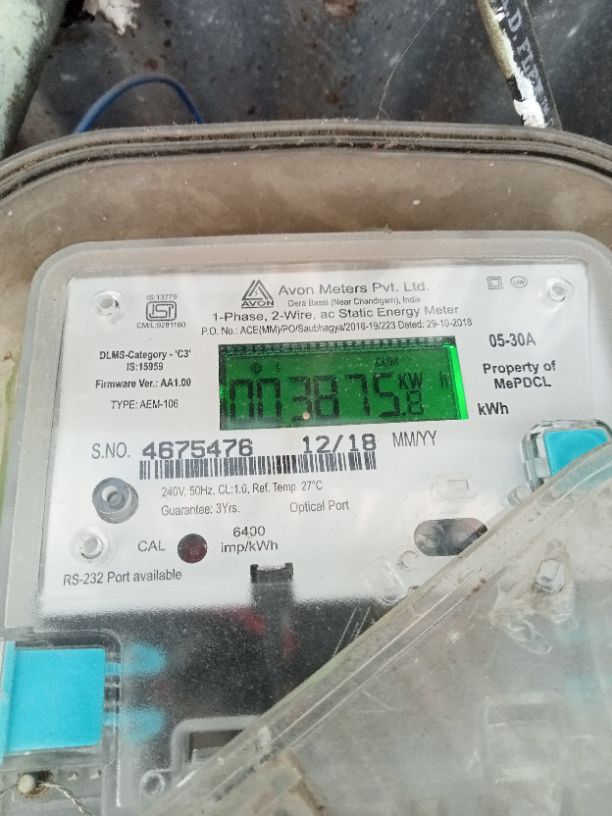 AVON
Avon Meters Pvt. Ltd.
Dera Bassi (Near Chandigarh), India
IS:13779
ISI
CM/L:9281160
1-Phase, 2-Wire, ac Static Energy Meter
P.O. No.: ACE(MM)/PO/Saubhagya/2018-19/223 Dated: 29-10-2018
UW
DLMS-Category - 'C3'
IS:15959
Firmware Ver.: AA1.00
TYPE: AEM-106
CUM
003875.8 KW h
05-30A
Property of
MePDCL
kWh
S.NO. 4675476 12/18 MM/YY
240V, 50Hz, CL:1.0, Ref. Temp. 27°C
Guarantee: 3Yrs. Optical Port
CAL
6400
imp/kWh
RS-232 Port available